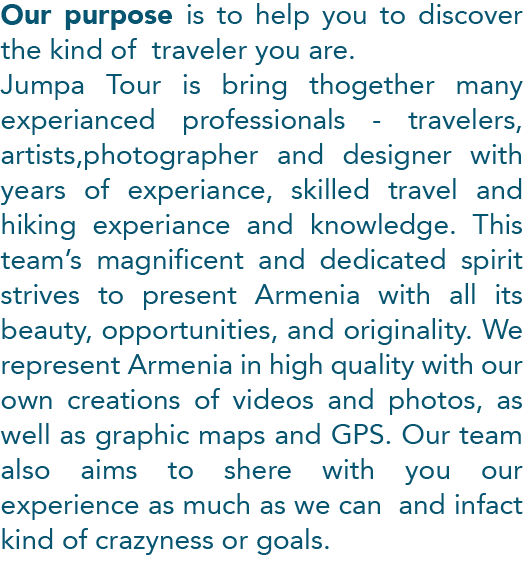 Our purpose is to help you to discover
the kind of traveler you are.
Jumpa Tour is bring thogether many
experianced professionals - travelers,
artists,photographer and designer with
years of experiance, skilled travel and
hiking experiance and knowledge. This
team's magnificent and dedicated spirit
strives to present Armenia with all its
beauty, opportunities, and originality. We
represent Armenia in high quality with our
own creations of videos and photos, as
well as graphic maps and GPS. Our team
also aims to shere with you our
experience as much as we can and infact
kind of crazyness or goals.